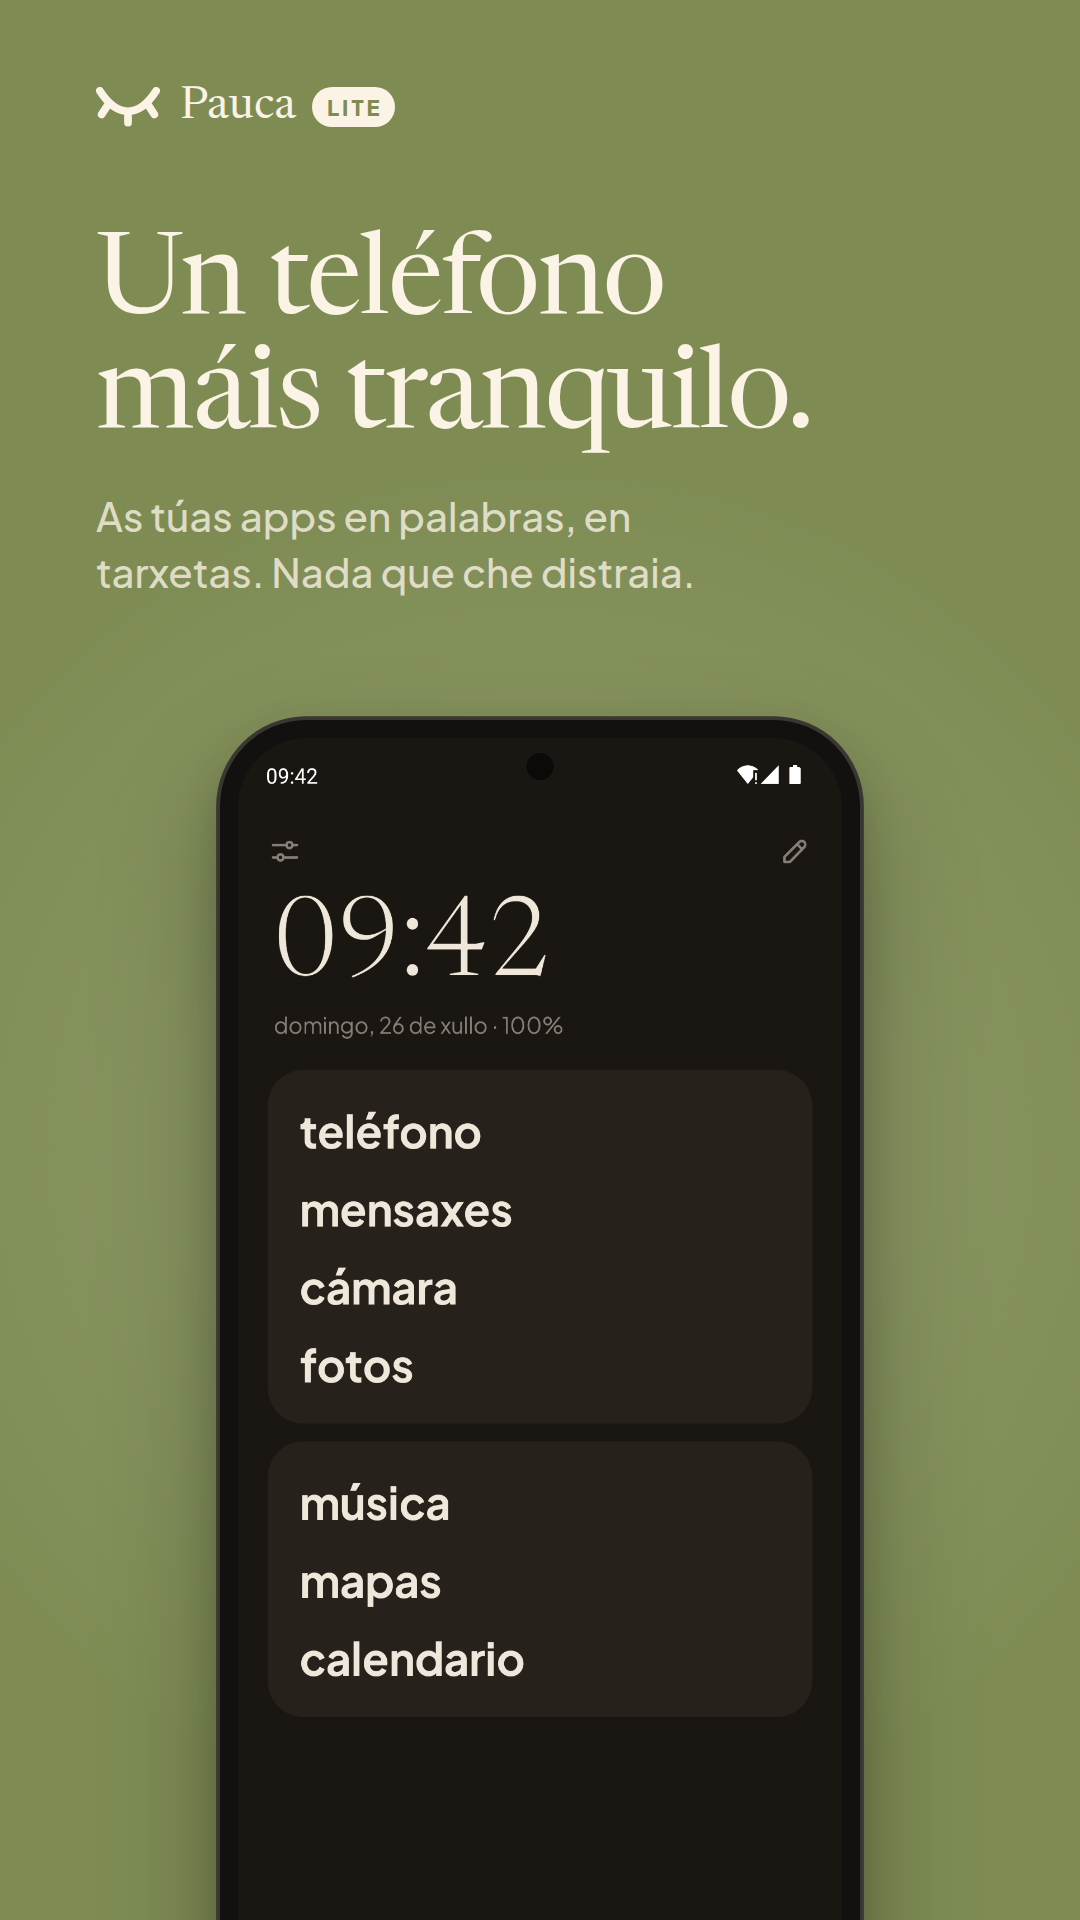 Pauca LITE
Un teléfono
máis tranquilo.
As túas apps en palabras, en
tarxetas. Nada que che distraia.
09:42
09:42
domingo, 26 de xullo · 100%
teléfono
mensaxes
cámara
fotos
música
mapas
calendario